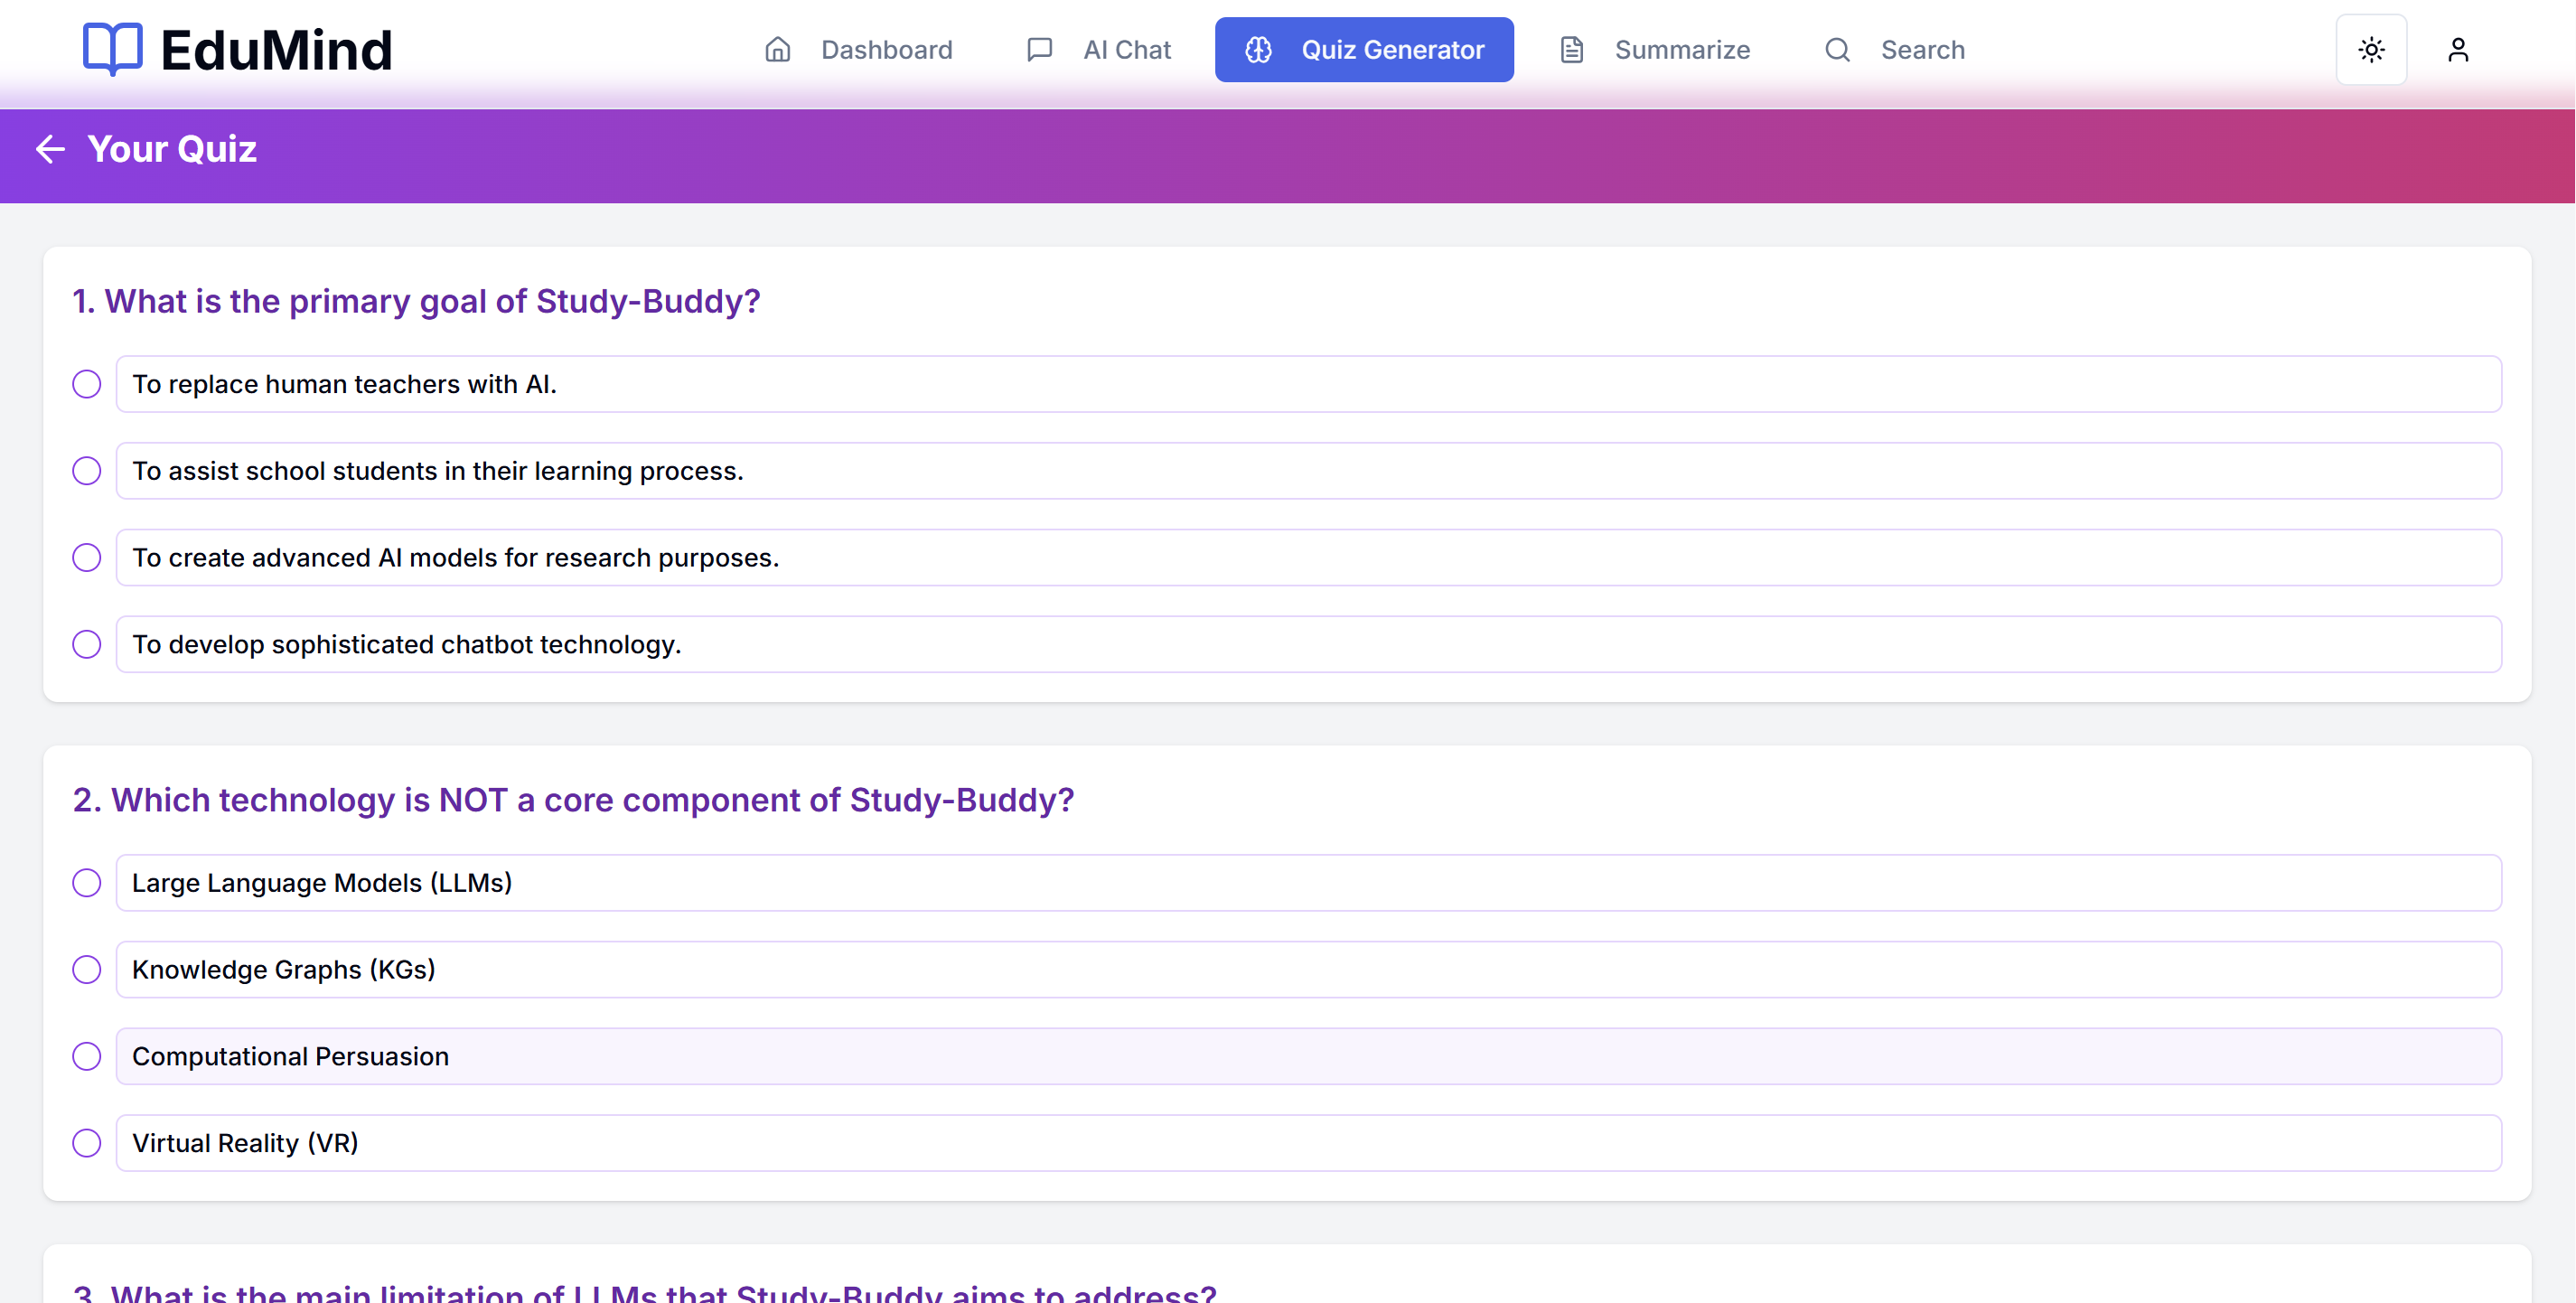 EduMind
Dashboard
AI Chat
Quiz Generator
Summarize
Search
Your Quiz
1. What is the primary goal of Study-Buddy?
To replace human teachers with AI.
To assist school students in their learning process.
To create advanced AI models for research purposes.
To develop sophisticated chatbot technology.
2. Which technology is NOT a core component of Study-Buddy?
Large Language Models (LLMs)
Knowledge Graphs (KGs)
Computational Persuasion
Virtual Reality (VR)
3. What is the main limitation of LLMs that Study-Buddy aims to address?